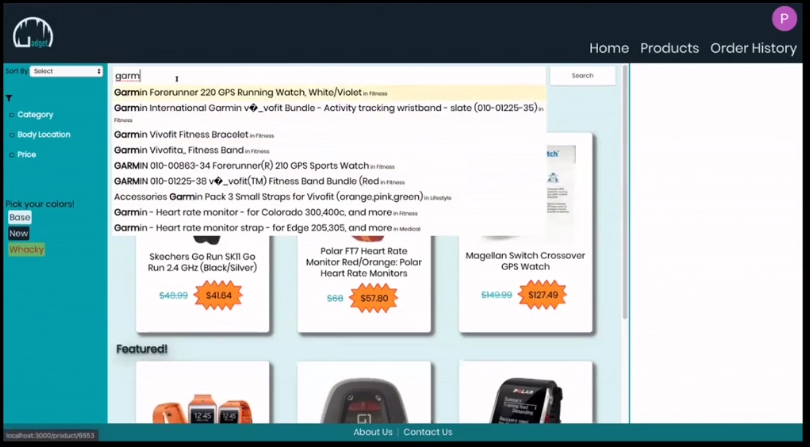 P
adget
Home Products Order History
Sort By Select
garm
Search
Garmin Forerunner 220 GPS Running Watch, White/Violet in Fitness
Garmin International Garmin v�_vofit Bundle - Activity tracking wristband - slate (010-01225-35) in
Fitness
Garmin Vivofit Fitness Bracelet in Fitness
Garmin Vivofita,, Fitness Band in Fitness
GARMIN 010-00863-34 Forerunner(R) 210 GPS Sports Watch in Fitness
GARMIN 010-01225-38 v�_vofit(TM) Fitness Band Bundle (Red in Fitness
Accessories Garmin Pack 3 Small Straps for Vivofit (orange,pink,green) in Lifestyle
Garmin - Heart rate monitor - for Colorado 300,400c, and more in Fitness
Garmin - Heart rate monitor strap - for Edge 205,305, and more in Medical
Category
Body Location
Price
Pick your colors!
Base
New
Whacky
Skechers Go Run SK11 Go
Run 2.4 GHz (Black/Silver)
$48.99 $41.64
Polar FT7 Heart Rate
Monitor Red/Orange: Polar
Heart Rate Monitors
$68 $57.80
Magellan Switch Crossover
GPS Watch
$149.99 $127.49
Featured!
POLAR
localhost:3000/product/6553
About Us | Contact Us